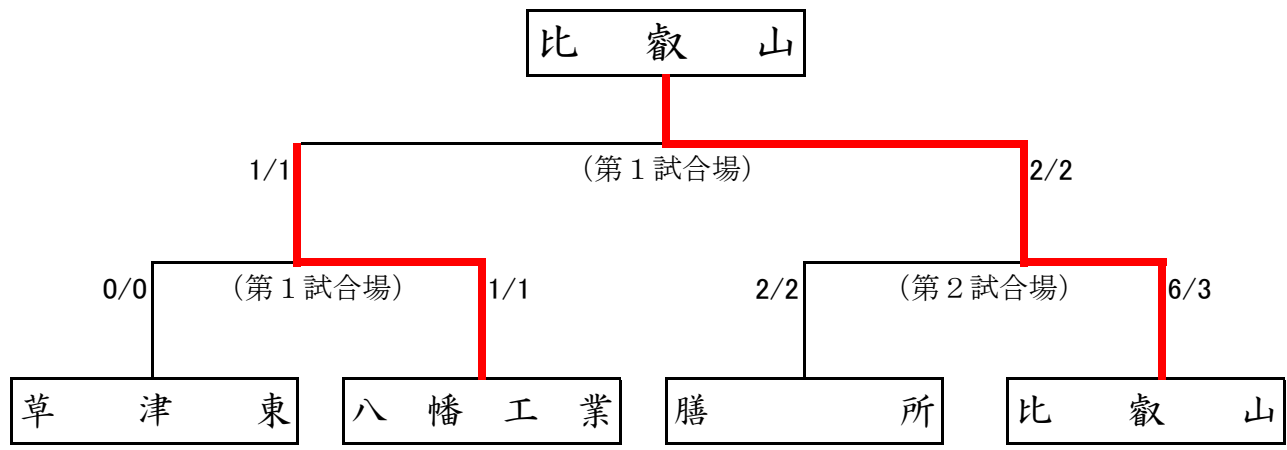 比叡山
1/1 (第１試合場) 2/2
0/0 (第１試合場) 1/1 2/2 (第２試合場) 6/3
草津東 八幡工業 膳所 比叡山